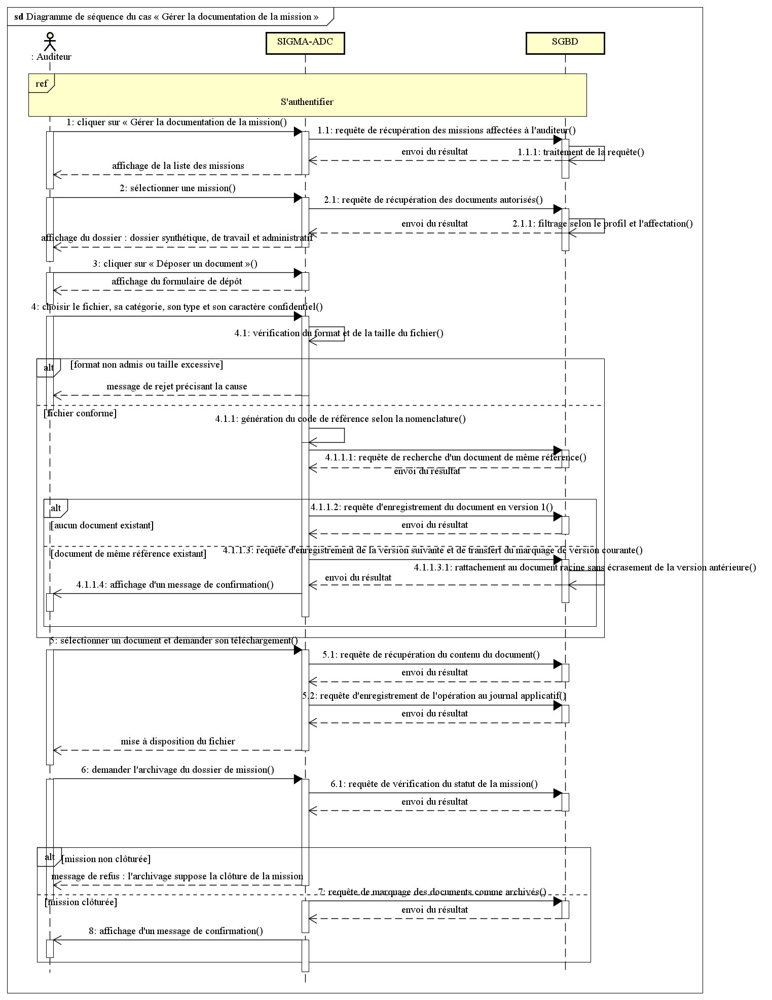 sd Diagramme de séquence du cas « Gérer la documentation de la mission »
: Auditeur
SIGMA-ADC
SGBD
ref
S'authentifier
1: cliquer sur « Gérer la documentation de la mission()
1.1: requête de récupération des missions affectées à l'auditeur()
envoi du résultat
1.1.1: traitement de la requête()
affichage de la liste des missions
2: sélectionner une mission()
2.1: requête de récupération des documents autorisés()
envoi du résultat
2.1.1: filtrage selon le profil et l'affectation()
affichage du dossier : dossier synthétique, de travail et administratif
3: cliquer sur « Déposer un document »()
affichage du formulaire de dépôt
4: choisir le fichier, sa catégorie, son type et son caractère confidentiel()
4.1: vérification du format et de la taille du fichier()
alt
[format non admis ou taille excessive]
message de rejet précisant la cause
[fichier conforme]
4.1.1: génération du code de référence selon la nomenclature()
4.1.1.1: requête de recherche d'un document de même référence()
envoi du résultat
alt
4.1.1.2: requête d'enregistrement du document en version 1()
[aucun document existant]
envoi du résultat
4.1.1.3: requête d'enregistrement de la version suivante et de transfert du marquage de version courante()
[document de même référence existant]
4.1.1.3.1: rattachement au document racine sans écrasement de la version antérieure()
envoi du résultat
4.1.1.4: affichage d'un message de confirmation()
5: sélectionner un document et demander son téléchargement()
5.1: requête de récupération du contenu du document()
envoi du résultat
5.2: requête d'enregistrement de l'opération au journal applicatif()
envoi du résultat
mise à disposition du fichier
6: demander l'archivage du dossier de mission()
6.1: requête de vérification du statut de la mission()
envoi du résultat
alt
[mission non clôturée]
message de refus : l'archivage suppose la clôture de la mission
7: requête de marquage des documents comme archivés()
[mission clôturée]
envoi du résultat
8: affichage d'un message de confirmation()